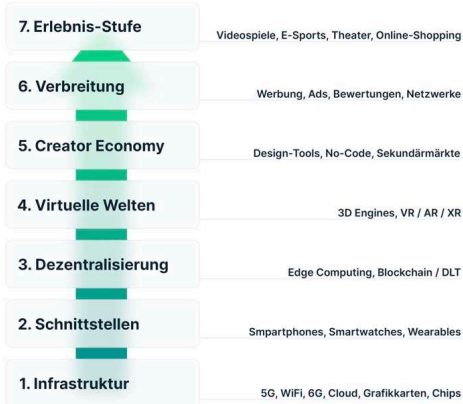 7. Erlebnis-Stufe
Videospiele, E-Sports, Theater, Online-Shopping
6. Verbreitung
Werbung, Ads, Bewertungen, Netzwerke
5. Creator Economy
Design-Tools, No-Code, Sekundärmärkte
4. Virtuelle Welten
3D Engines, VR / AR / XR
3. Dezentralisierung
Edge Computing, Blockchain / DLT
2. Schnittstellen
Smpartphones, Smartwatches, Wearables
1. Infrastruktur
5G, WiFi, 6G, Cloud, Grafikkarten, Chips